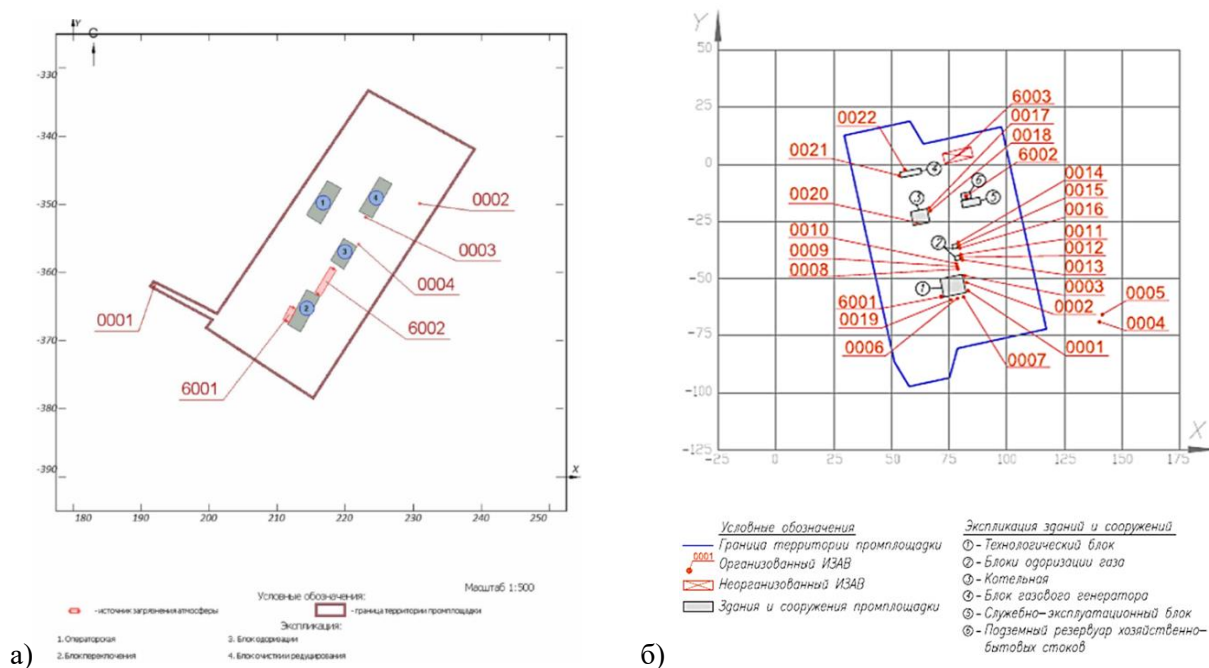 Y
С
-330
-340
-350
-360
-370
-380
-390
1
4
3
2
0002
0003
0004
6002
0001
6001
X
180
190
200
210
220
230
240
250
Масштаб 1:500
Условные обозначения:
- источник загрязнения атмосферы
- граница территории промплощадки
Экспликация:
1. Операторская
3. Блок одоризации
2. Блок переключения
4. Блок очистки и редуцирования
а)
Y
50
25
0
-25
-50
-75
-100
-125
6003
0017
0018
6002
0022
0021
0014
0015
0016
0020
0010
0009
0008
0011
0012
0013
0003
0002
0005
0004
6001
0019
0006
0007
0001
4
6
5
3
2
1
X
-25
0
25
50
75
100
125
150
175
Условные обозначения
Граница территории промплощадки
0001
Организованный ИЗАВ
Неорганизованный ИЗАВ
Здания и сооружения промплощадки
Экспликация зданий и сооружений
① - Технологический блок
② - Блоки одоризации газа
③ - Котельная
④ - Блок газового генератора
⑤ - Служебно-эксплуатационный блок
⑥ - Подземный резервуар хозяйственно-
бытовых стоков
б)